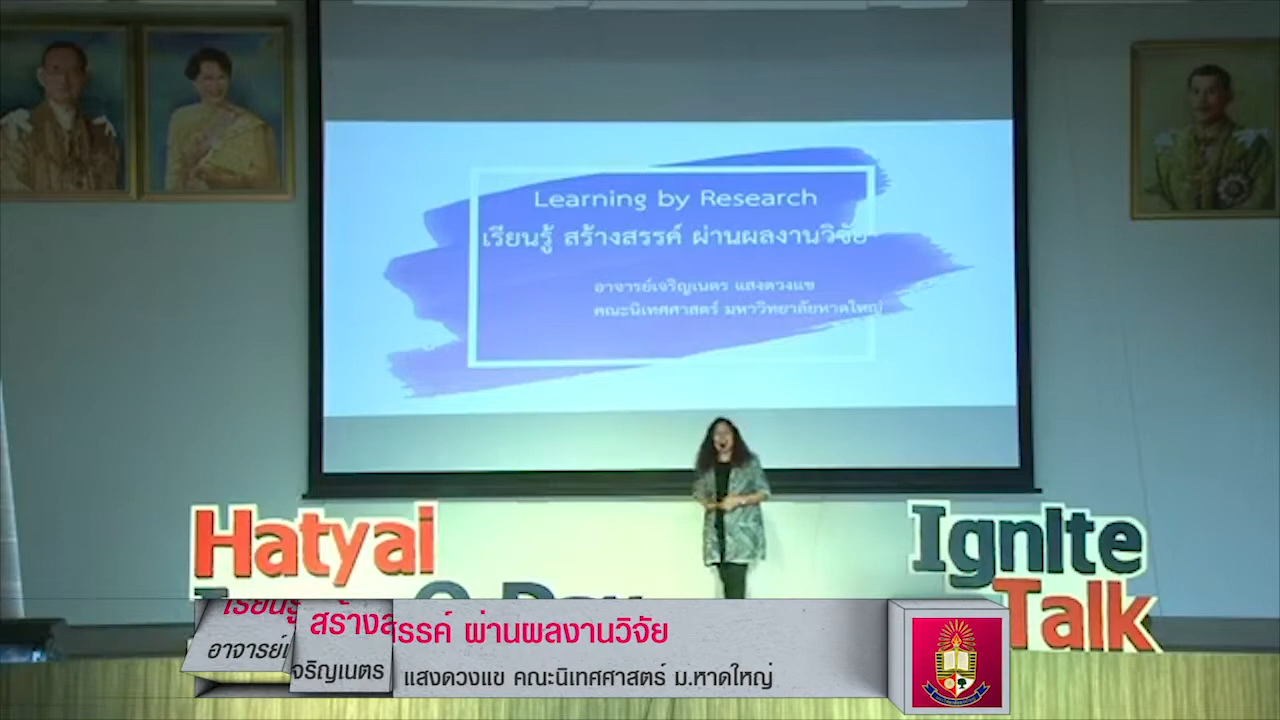 Learning by Research
เรียนรู้ สร้างสรรค์ ผ่านผลงานวิจัย
อาจารย์เจริญเนตร แสงดวงแข
คณะนิเทศศาสตร์ มหาวิทยาลัยหาดใหญ่
Hatyai
IgnIte
Talk
เรียนรู้ สร้างสรรค์ ผ่านผลงานวิจัย
อาจารย์เจริญเนตร แสงดวงแข คณะนิเทศศาสตร์ ม.หาดใหญ่